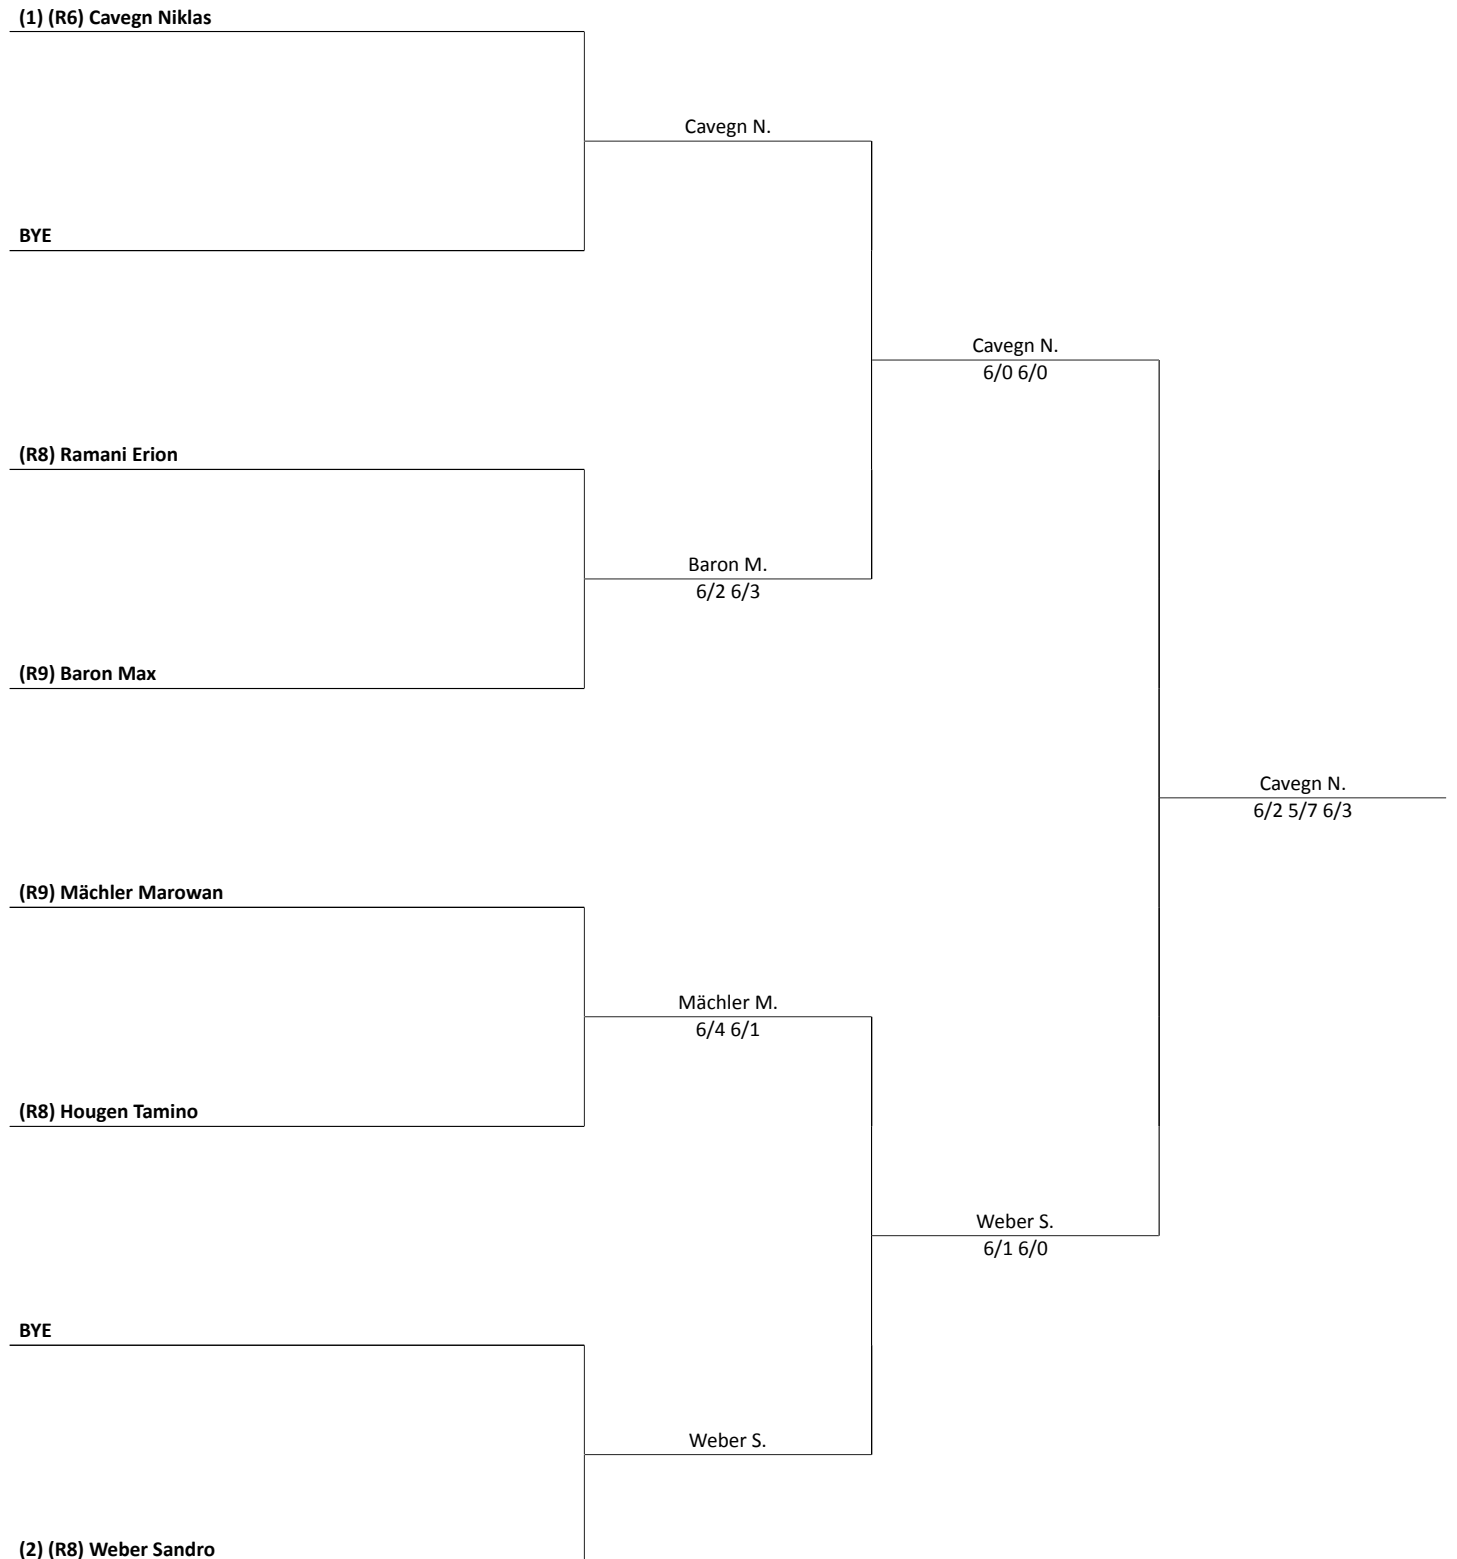 (1) (R6) Cavegn Niklas
Cavegn N.
BYE
Cavegn N.
6/0 6/0
(R8) Ramani Erion
Baron M.
6/2 6/3
(R9) Baron Max
Cavegn N.
6/2 5/7 6/3
(R9) Mächler Marowan
Mächler M.
6/4 6/1
(R8) Hougen Tamino
Weber S.
6/1 6/0
BYE
Weber S.
(2) (R8) Weber Sandro